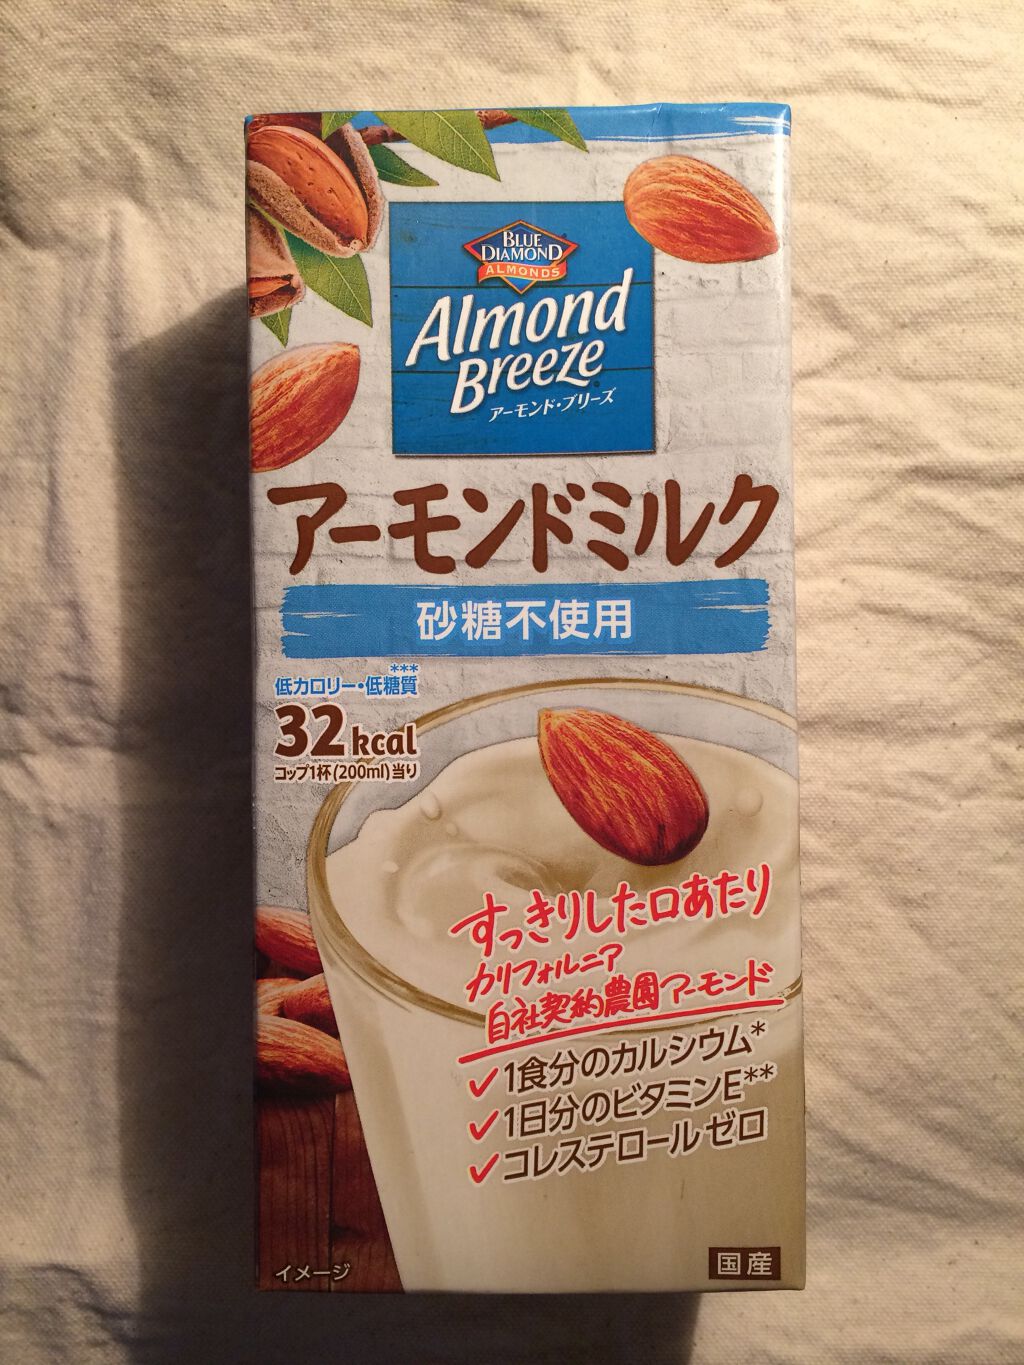 BLUE
DIAMOND
ALMONDS
Almond
Breeze
アーモンド・ブリーズ
アーモンドミルク
砂糖不使用
低カロリー・低糖質***
32kcal
コップ1杯(200ml)当り
すっきりした口あたり
カリフォルニア
自社契約農園アーモンド
✓1食分のカルシウム*
✓1日分のビタミンE**
✓コレステロールゼロ
イメージ
国産